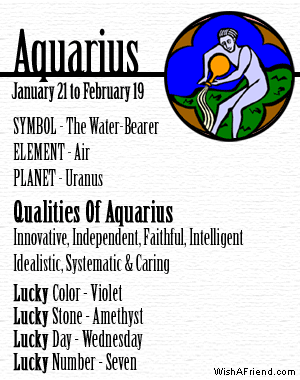 Aquarius
January 21 to February 19
SYMBOL - The Water-Bearer
ELEMENT - Air
PLANET - Uranus
Qualities Of Aquarius
Innovative, Independent, Faithful, Intelligent
Idealistic, Systematic & Caring
Lucky Color - Violet
Lucky Stone - Amethyst
Lucky Day - Wednesday
Lucky Number - Seven
WishAFriend.com